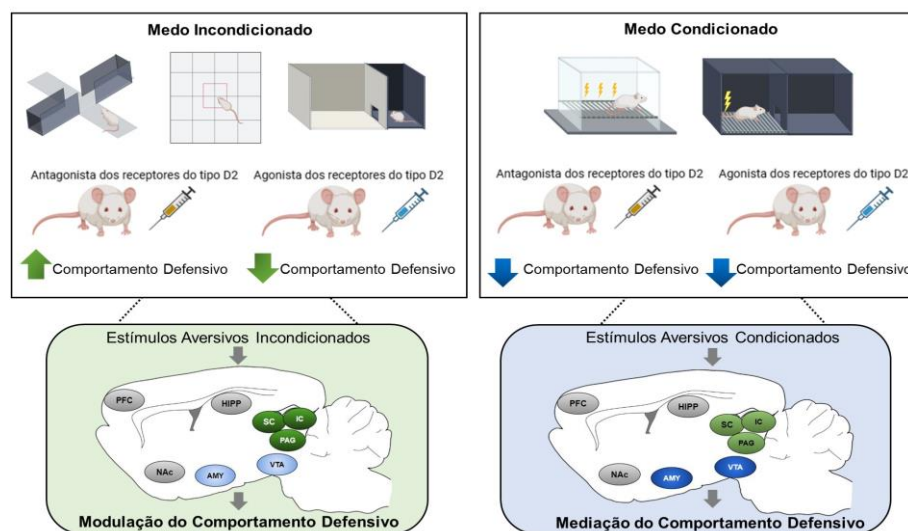 Medo Incondicionado
Antagonista dos receptores do tipo D2
Agonista dos receptores do tipo D2
Comportamento Defensivo
Comportamento Defensivo
Medo Condicionado
Antagonista dos receptores do tipo D2
Agonista dos receptores do tipo D2
Comportamento Defensivo
Comportamento Defensivo
Estímulos Aversivos Incondicionados
PFC
HIPP
SC
IC
PAG
NAc
AMY
VTA
Modulação do Comportamento Defensivo
Estímulos Aversivos Condicionados
PFC
HIPP
SC
IC
PAG
NAc
AMY
VTA
Mediação do Comportamento Defensivo